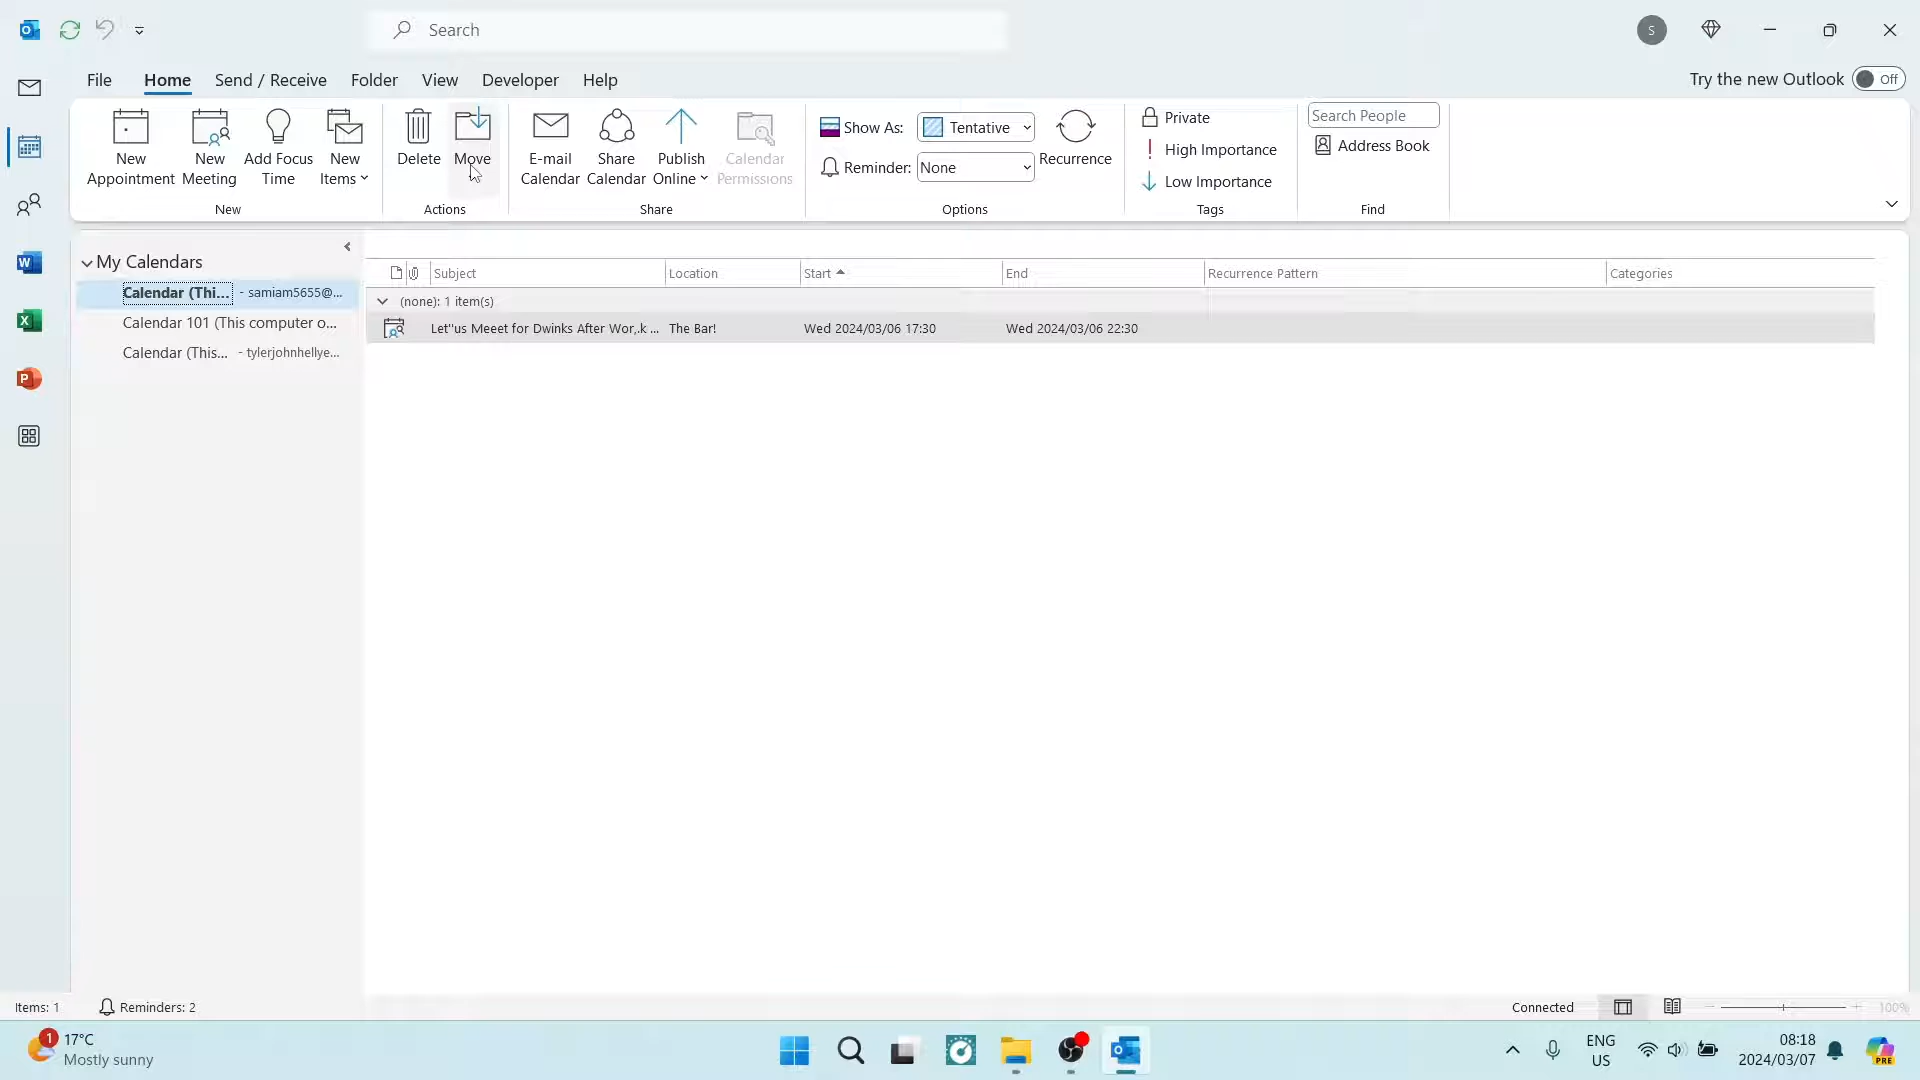 Search
S
File Home Send / Receive Folder View Developer Help
Try the new Outlook Off
New Appointment
New Meeting
Add Focus Time
New Items
New
Delete
Move
Actions
E-mail Calendar
Share Calendar
Publish Online
Calendar Permissions
Share
Show As: Tentative
Reminder: None
Recurrence
Options
Private
High Importance
Low Importance
Tags
Search People
Address Book
Find
My Calendars
Calendar (Thi... - samiam5655@...
Calendar 101 (This computer o...
Calendar (This... - tylerjohnhellye...
Subject Location Start End Recurrence Pattern Categories
(none): 1 item(s)
Let''us Meeet for Dwinks After Wor,.k ... The Bar! Wed 2024/03/06 17:30 Wed 2024/03/06 22:30
Items: 1 Reminders: 2
Connected
100%
1
17°C
Mostly sunny
ENG
US
08:18
2024/03/07
PRE